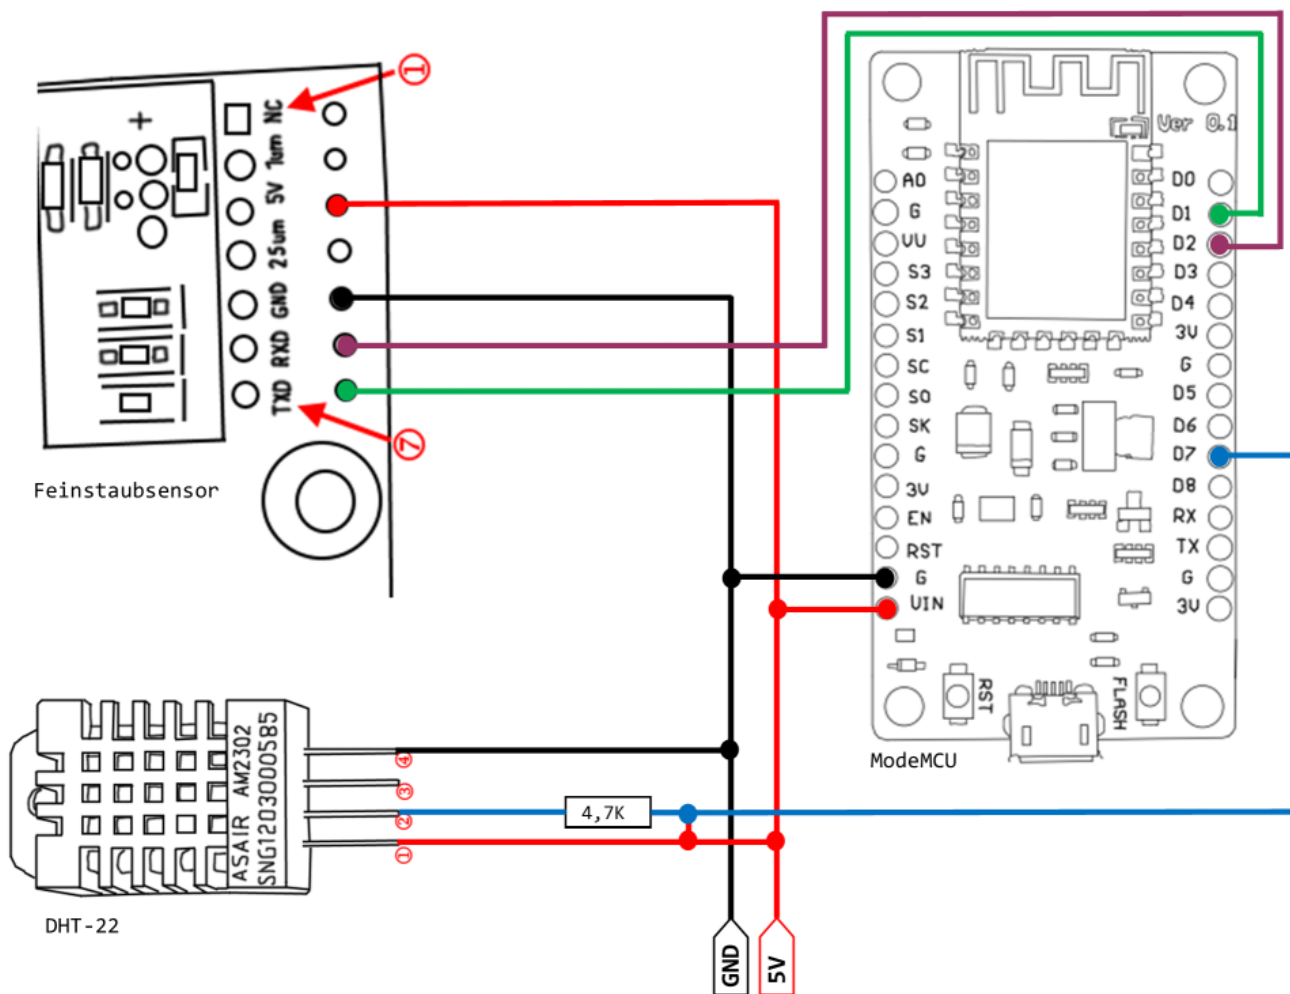 ①
NC
1um
5V
25um
GND
RXD
TXD
⑦
+
Feinstaubsensor
Ver 0.1
A0
G
VU
S3
S2
S1
SC
SO
SK
G
3V
EN
RST
G
VIN
D0
D1
D2
D3
D4
3V
G
D5
D6
D7
D8
RX
TX
G
3V
RST
FLASH
ModeMCU
ASAIR AM2302
SNG12030005B5
④
③
②
①
4,7K
DHT-22
GND
5V